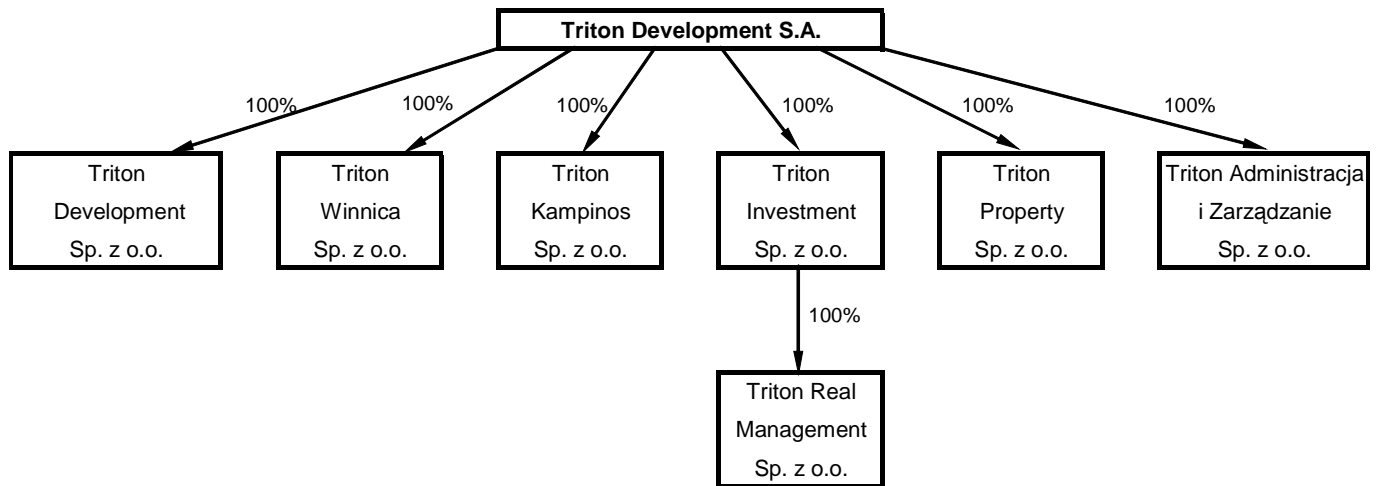 Triton Development S.A.
100%
100%
100%
100%
100%
100%
Triton
Development
Sp. z o.o.
Triton
Winnica
Sp. z o.o.
Triton
Kampinos
Sp. z o.o.
Triton
Investment
Sp. z o.o.
Triton
Property
Sp. z o.o.
Triton Administracja
i Zarządzanie
Sp. z o.o.
100%
Triton Real
Management
Sp. z o.o.